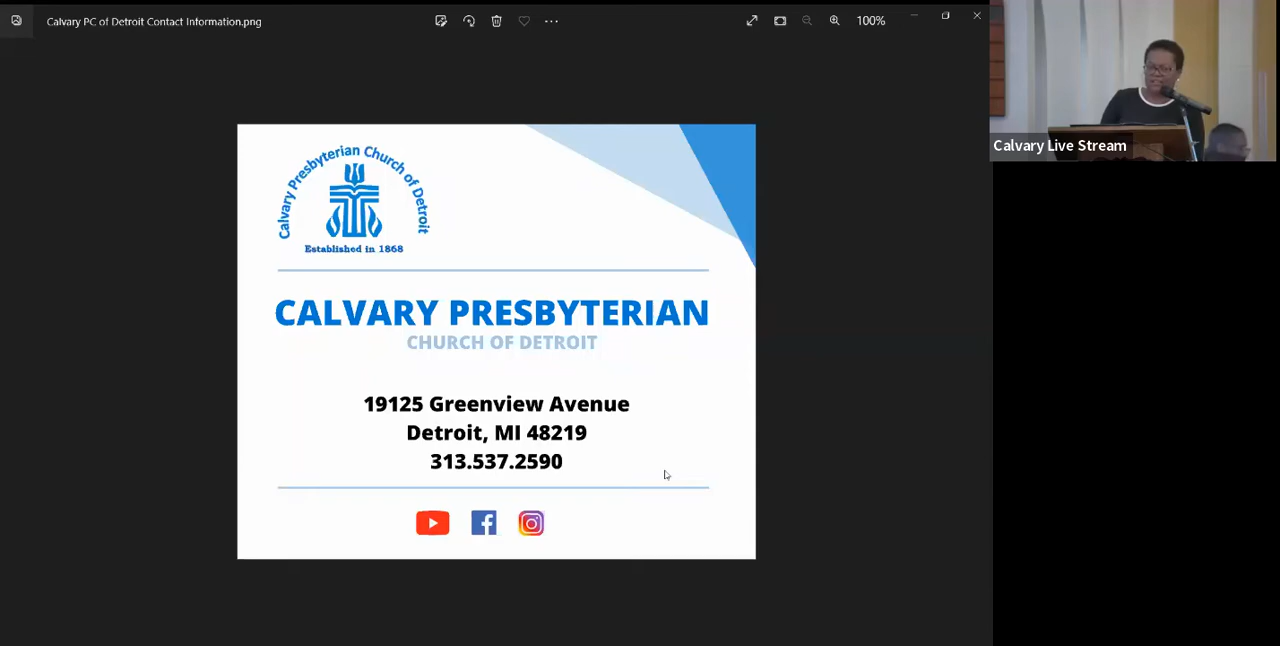 Calvary PC of Detroit Contact Information.png
100%
Calvary Live Stream
Calvary Presbyterian Church of Detroit
Established in 1868
CALVARY PRESBYTERIAN
CHURCH OF DETROIT
19125 Greenview Avenue
Detroit, MI 48219
313.537.2590